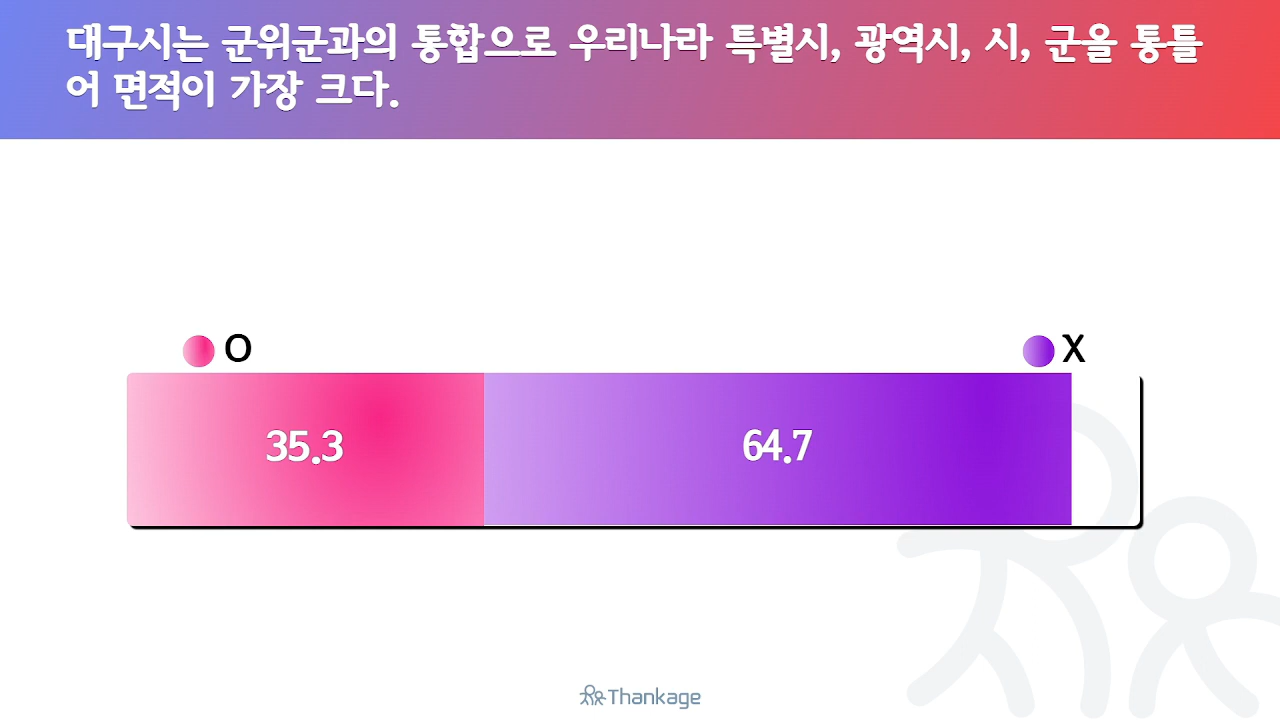 대구시는 군위군과의 통합으로 우리나라 특별시, 광역시, 시, 군을 통틀
어 면적이 가장 크다.
O X
35.3 64.7
Thankage